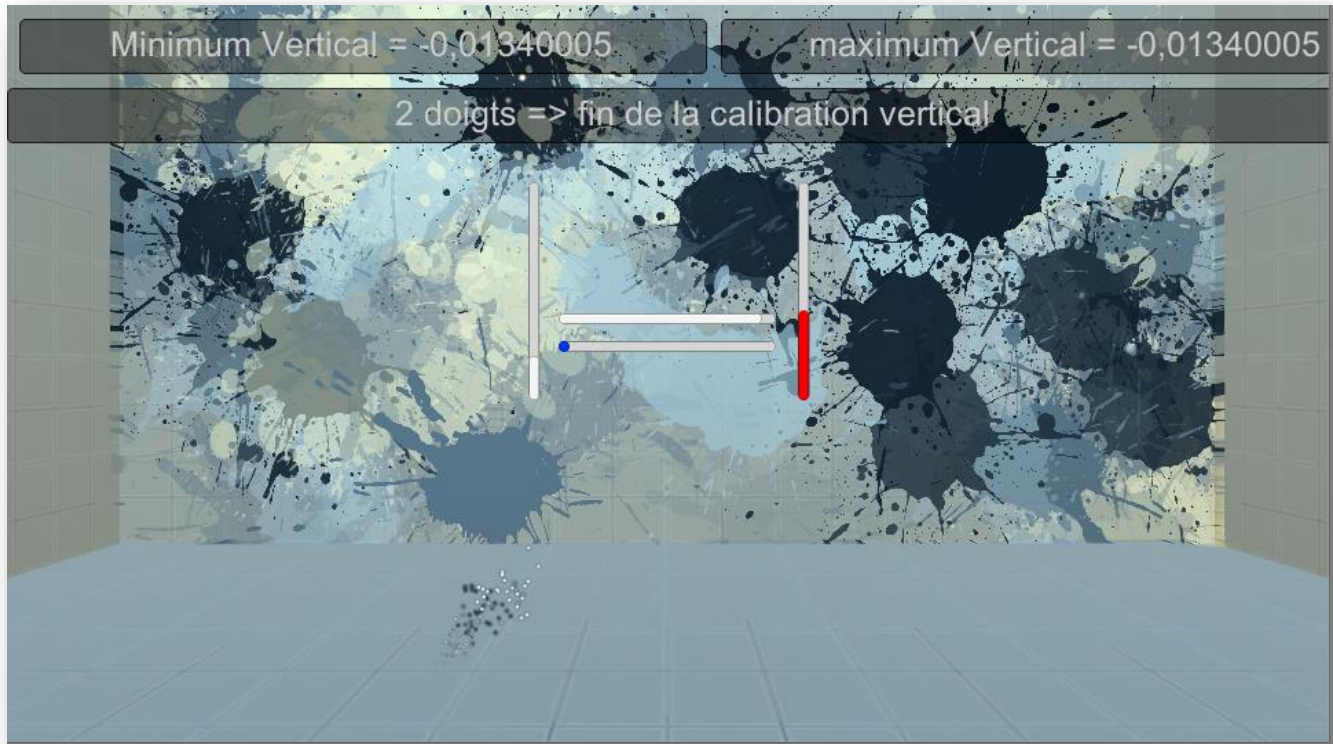 Minimum Vertical = -0,01340005
maximum Vertical = -0,01340005
2 doigts => fin de la calibration vertical